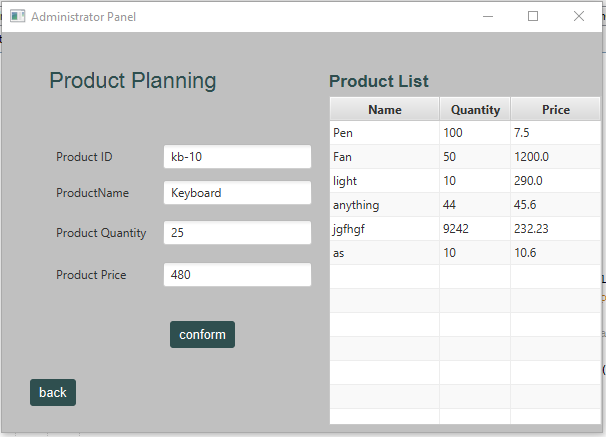 Administrator Panel
Product Planning
Product ID kb-10
ProductName Keyboard
Product Quantity 25
Product Price 480
conform
back
Product List
Name Quantity Price
Pen 100 7.5
Fan 50 1200.0
light 10 290.0
anything 44 45.6
jgfhgf 9242 232.23
as 10 10.6